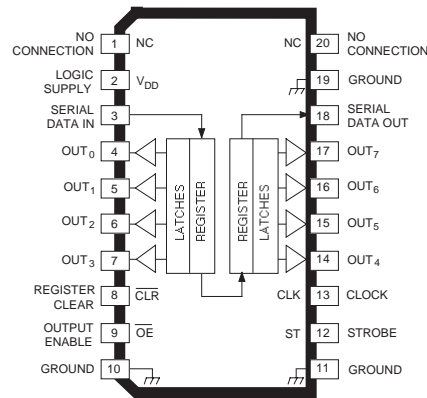 NO CONNECTION 1 NC NC 20 NO CONNECTION
LOGIC SUPPLY 2 VDD 19 GROUND
SERIAL DATA IN 3 18 SERIAL DATA OUT
OUT0 4 17 OUT7
OUT1 5 16 OUT6
OUT2 6 15 OUT5
OUT3 7 14 OUT4
LATCHES REGISTER REGISTER LATCHES
REGISTER CLEAR 8 CLR CLK 13 CLOCK
OUTPUT ENABLE 9 OE ST 12 STROBE
GROUND 10 11 GROUND